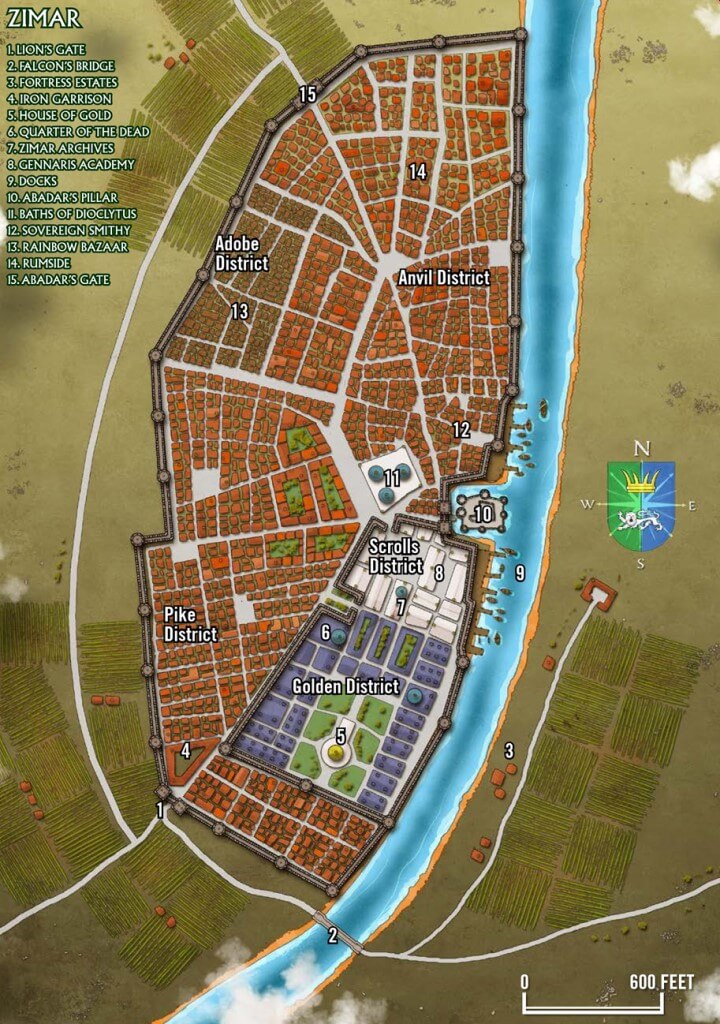 ZIMAR
1. LION'S GATE
2. FALCON'S BRIDGE
3. FORTRESS ESTATES
4. IRON GARRISON
5. HOUSE OF GOLD
6. QUARTER OF THE DEAD
7. ZIMAR ARCHIVES
8. GENNARIS ACADEMY
9. DOCKS
10. ABADAR'S PILLAR
11. BATHS OF DIOCLYTUS
12. SOVEREIGN SMITHY
13. RAINBOW BAZAAR
14. RUMSIDE
15. ABADAR'S GATE
15
14
Adobe
District
Anvil District
13
12
11
10
N
W
E
S
Scrolls
District
8
9
7
Pike
District
6
Golden District
5
4
3
1
2
0
600 FEET